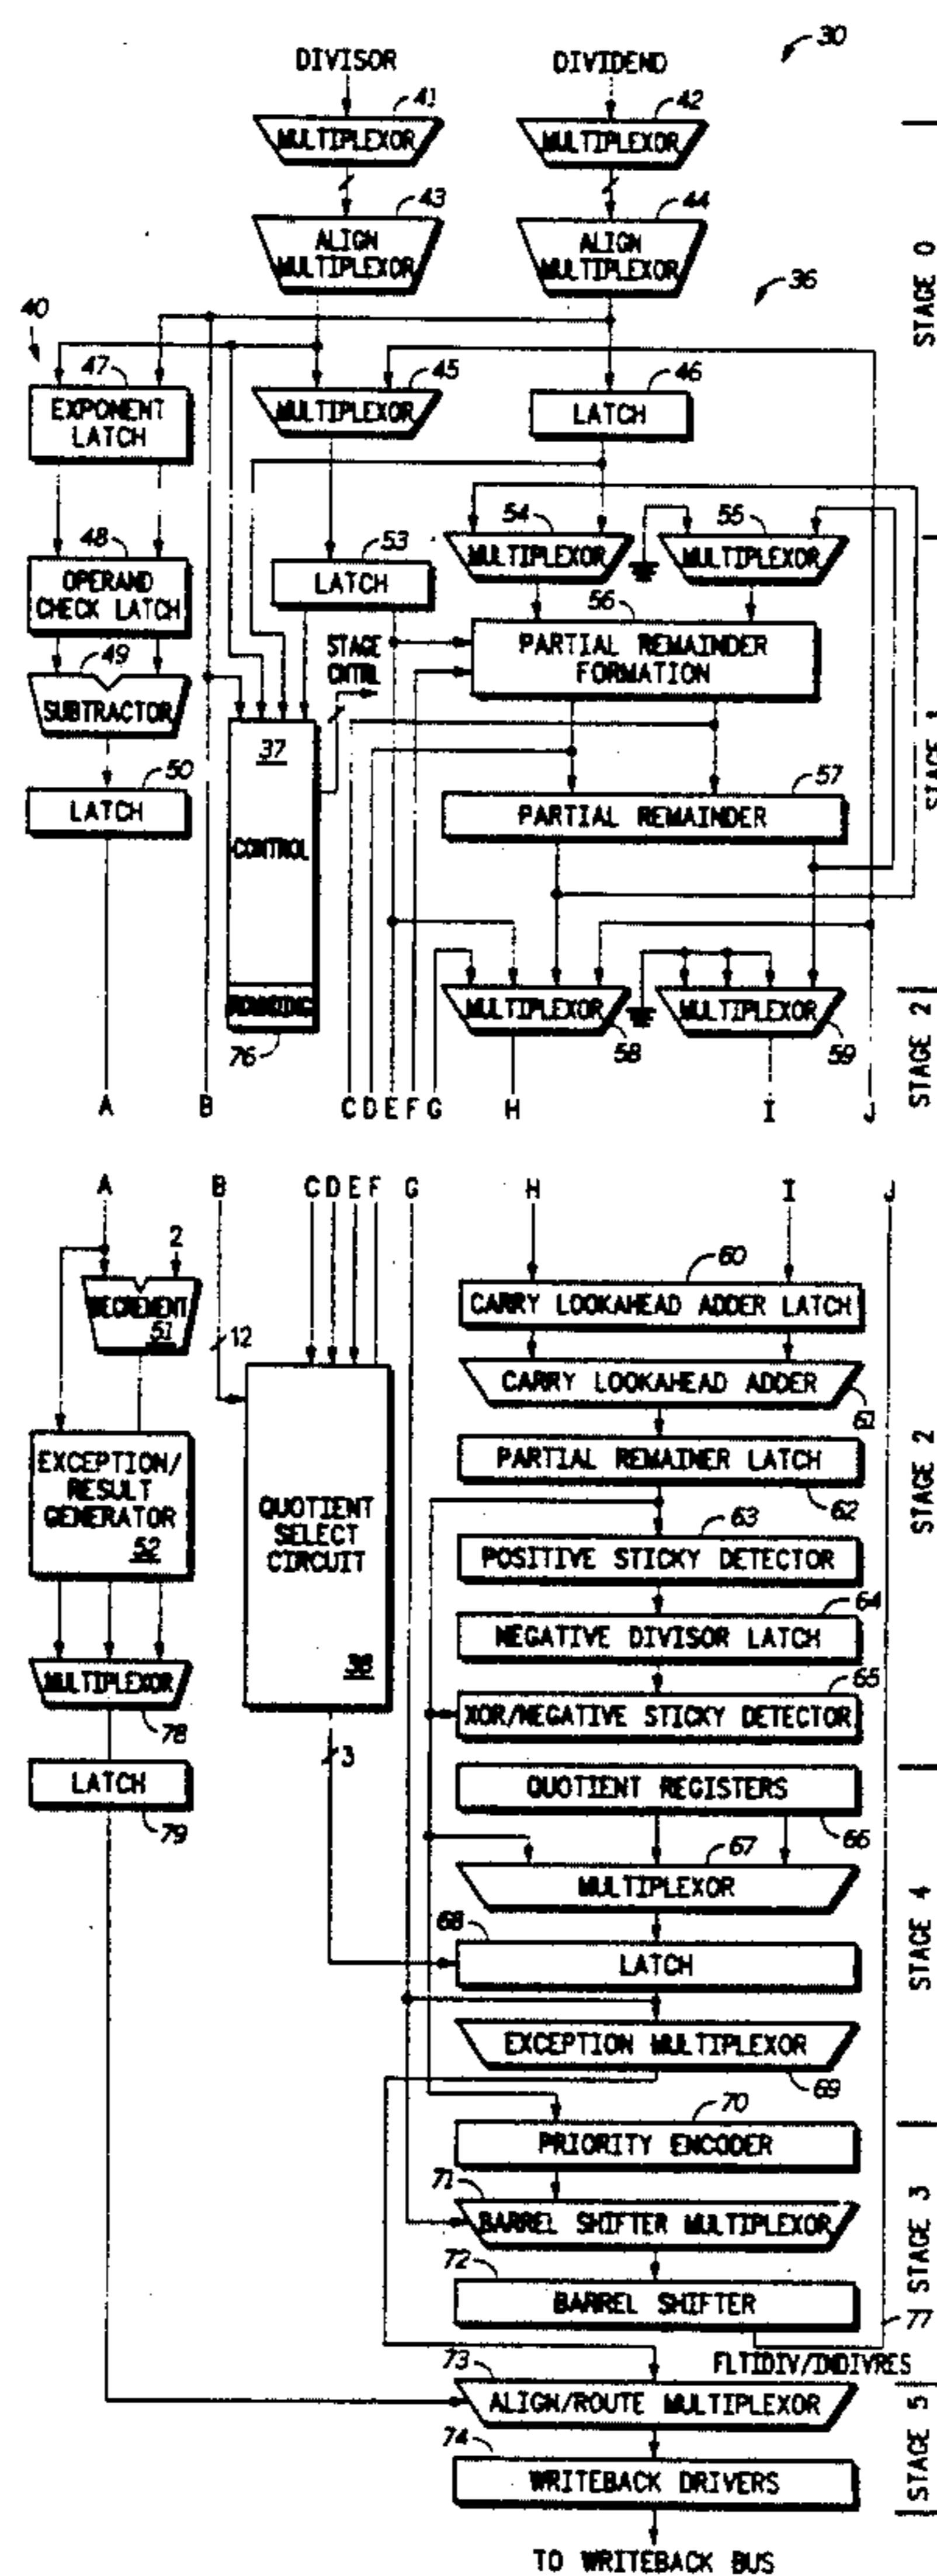 30
DIVISOR
DIVIDEND
41
MULTIPLEXOR
42
MULTIPLEXOR
43
ALIGN
MULTIPLEXOR
44
ALIGN
MULTIPLEXOR
36
STAGE 0
40
47
EXPONENT
LATCH
45
MULTIPLEXOR
46
LATCH
48
OPERAND
CHECK LATCH
53
LATCH
54
MULTIPLEXOR
55
MULTIPLEXOR
49
SUBTRACTOR
STAGE
CNTRL
56
PARTIAL REMAINDER
FORMATION
STAGE 1
50
LATCH
37
CONTROL
57
PARTIAL REMAINDER
ROUNDING
76
MULTIPLEXOR
58
MULTIPLEXOR
59
STAGE 2
A
B
C D E F G
H
I
J
A
B
C D E F G
H
I
J
2
DECREMENT
51
12
60
CARRY LOOKAHEAD ADDER LATCH
CARRY LOOKAHEAD ADDER
61
EXCEPTION/
RESULT
GENERATOR
52
QUOTIENT
SELECT
CIRCUIT
38
PARTIAL REMAINER LATCH
62
STAGE 2
63
POSITIVE STICKY DETECTOR
64
NEGATIVE DIVISOR LATCH
65
XOR/NEGATIVE STICKY DETECTOR
MULTIPLEXOR
78
3
LATCH
79
QUOTIENT REGISTERS
66
67
MULTIPLEXOR
68
LATCH
STAGE 4
EXCEPTION MULTIPLEXOR
69
70
PRIORITY ENCODER
71
BARREL SHIFTER MULTIPLEXOR
STAGE 3
72
BARREL SHIFTER
77
FLTIDIV/INDIVRES
73
ALIGN/ROUTE MULTIPLEXOR
STAGE 5
74
WRITEBACK DRIVERS
TO WRITEBACK BUS